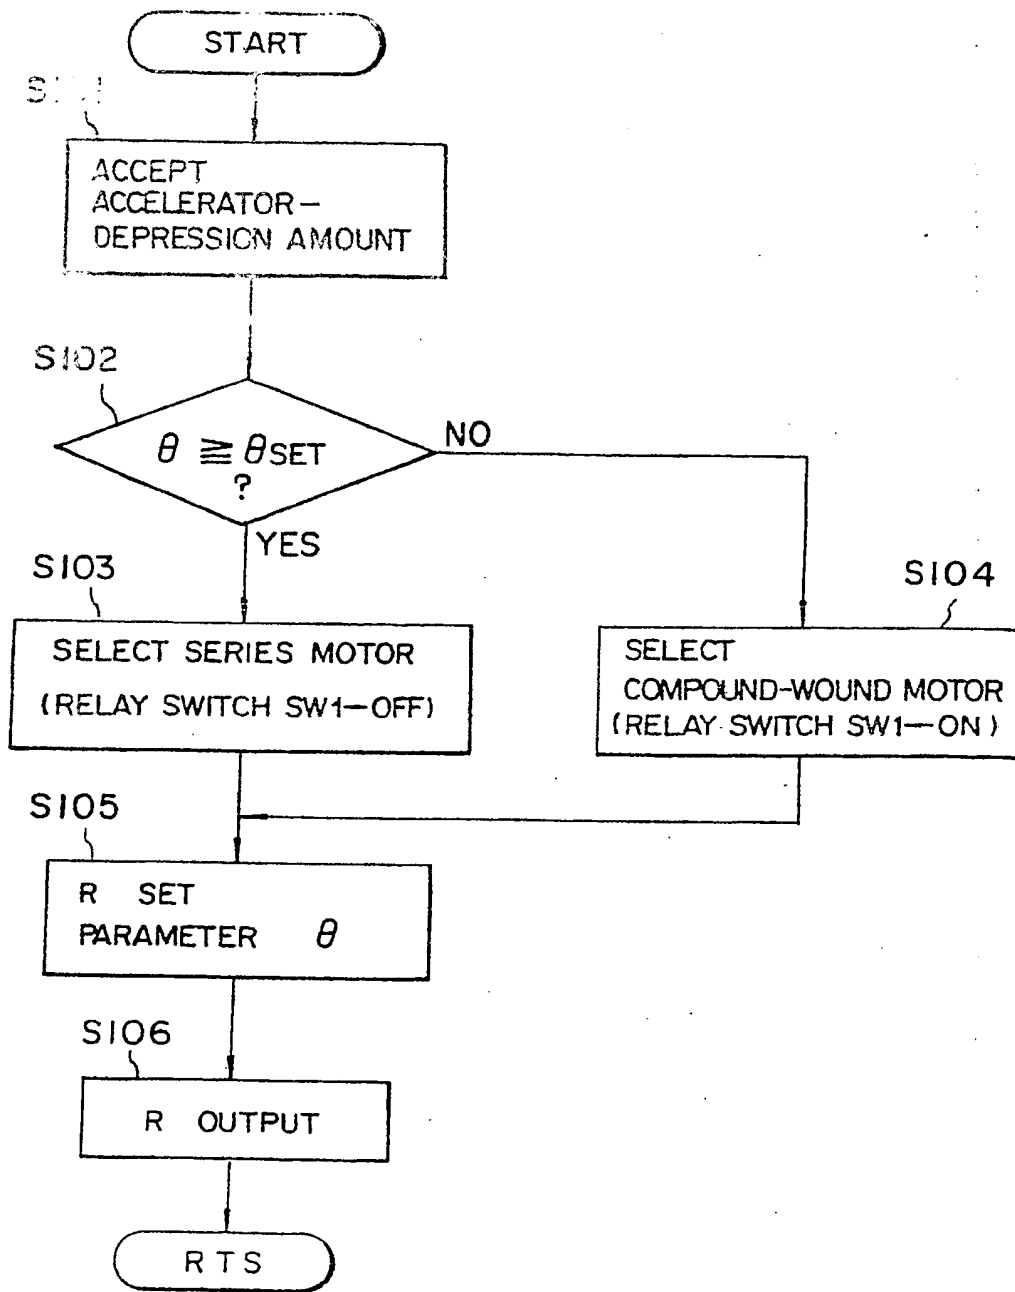 START
ACCEPT
ACCELERATOR—
DEPRESSION AMOUNT
S102
θ ≧ θSET
?
NO
YES
S103
SELECT SERIES MOTOR
(RELAY SWITCH SW1—OFF)
S104
SELECT
COMPOUND-WOUND MOTOR
(RELAY SWITCH SW1—ON)
S105
R SET
PARAMETER θ
S106
R OUTPUT
RTS